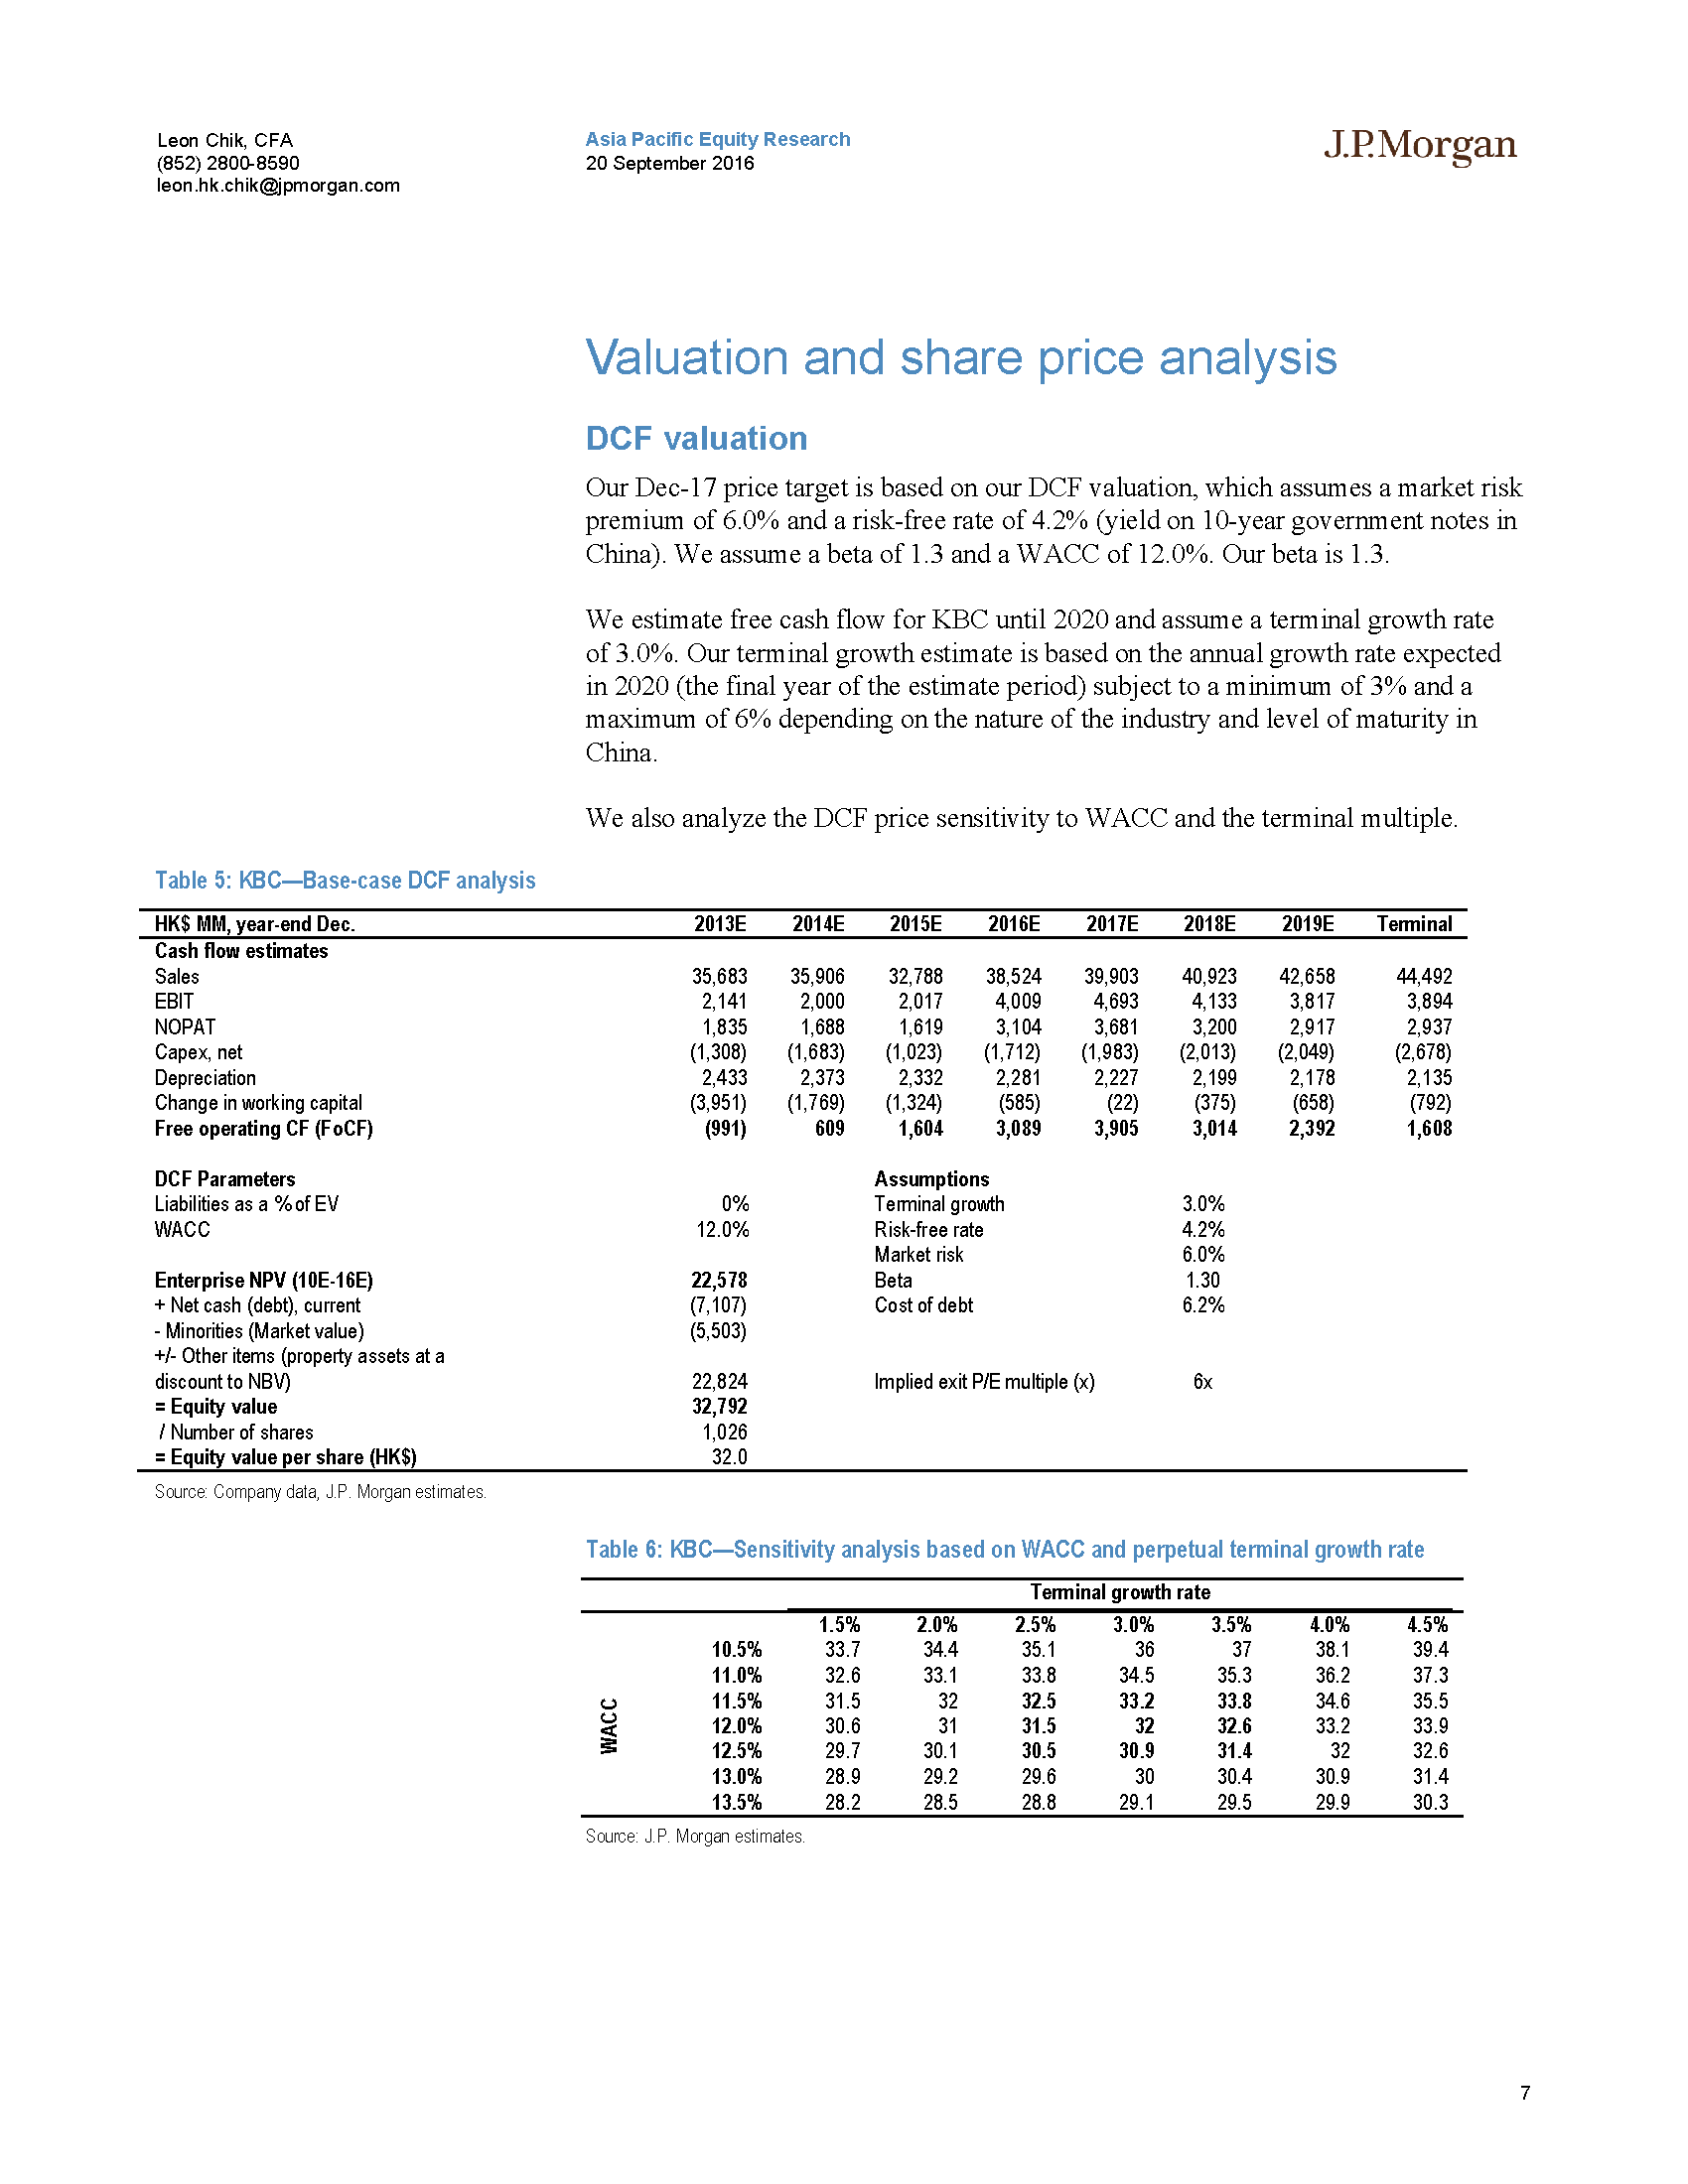 Leon Chik, CFA
(852) 2800-8590
leon.hk.chik@jpmorgan.com
Asia Pacific Equity Research
20 September 2016
J.P.Morgan
Valuation and share price analysis
DCF valuation
Our Dec-17 price target is based on our DCF valuation, which assumes a market risk
premium of 6.0% and a risk-free rate of 4.2% (yield on 10-year government notes in
China). We assume a beta of 1.3 and a WACC of 12.0%. Our beta is 1.3.
We estimate free cash flow for KBC until 2020 and assume a terminal growth rate
of 3.0%. Our terminal growth estimate is based on the annual growth rate expected
in 2020 (the final year of the estimate period) subject to a minimum of 3% and a
maximum of 6% depending on the nature of the industry and level of maturity in
China.
We also analyze the DCF price sensitivity to WACC and the terminal multiple.
Table 5: KBC—Base-case DCF analysis
HK$ MM, year-end Dec. 2013E 2014E 2015E 2016E 2017E 2018E 2019E Terminal
Cash flow estimates
Sales 35,683 35,906 32,788 38,524 39,903 40,923 42,658 44,492
EBIT 2,141 2,000 2,017 4,009 4,693 4,133 3,817 3,894
NOPAT 1,835 1,688 1,619 3,104 3,681 3,200 2,917 2,937
Capex, net (1,308) (1,683) (1,023) (1,712) (1,983) (2,013) (2,049) (2,678)
Depreciation 2,433 2,373 2,332 2,281 2,227 2,199 2,178 2,135
Change in working capital (3,951) (1,769) (1,324) (585) (22) (375) (658) (792)
Free operating CF (FoCF) (991) 609 1,604 3,089 3,905 3,014 2,392 1,608
DCF Parameters Assumptions
Liabilities as a % of EV 0% Terminal growth 3.0%
WACC 12.0% Risk-free rate 4.2%
Market risk 6.0%
Enterprise NPV (10E-16E) 22,578 Beta 1.30
+ Net cash (debt), current (7,107) Cost of debt 6.2%
- Minorities (Market value) (5,503)
+/- Other items (property assets at a
discount to NBV) 22,824 Implied exit P/E multiple (x) 6x
= Equity value 32,792
/ Number of shares 1,026
= Equity value per share (HK$) 32.0
Source: Company data, J.P. Morgan estimates.
Table 6: KBC—Sensitivity analysis based on WACC and perpetual terminal growth rate
Terminal growth rate
1.5% 2.0% 2.5% 3.0% 3.5% 4.0% 4.5%
10.5% 33.7 34.4 35.1 36 37 38.1 39.4
11.0% 32.6 33.1 33.8 34.5 35.3 36.2 37.3
11.5% 31.5 32 32.5 33.2 33.8 34.6 35.5
WACC
12.0% 30.6 31 31.5 32 32.6 33.2 33.9
12.5% 29.7 30.1 30.5 30.9 31.4 32 32.6
13.0% 28.9 29.2 29.6 30 30.4 30.9 31.4
13.5% 28.2 28.5 28.8 29.1 29.5 29.9 30.3
Source: J.P. Morgan estimates.
7